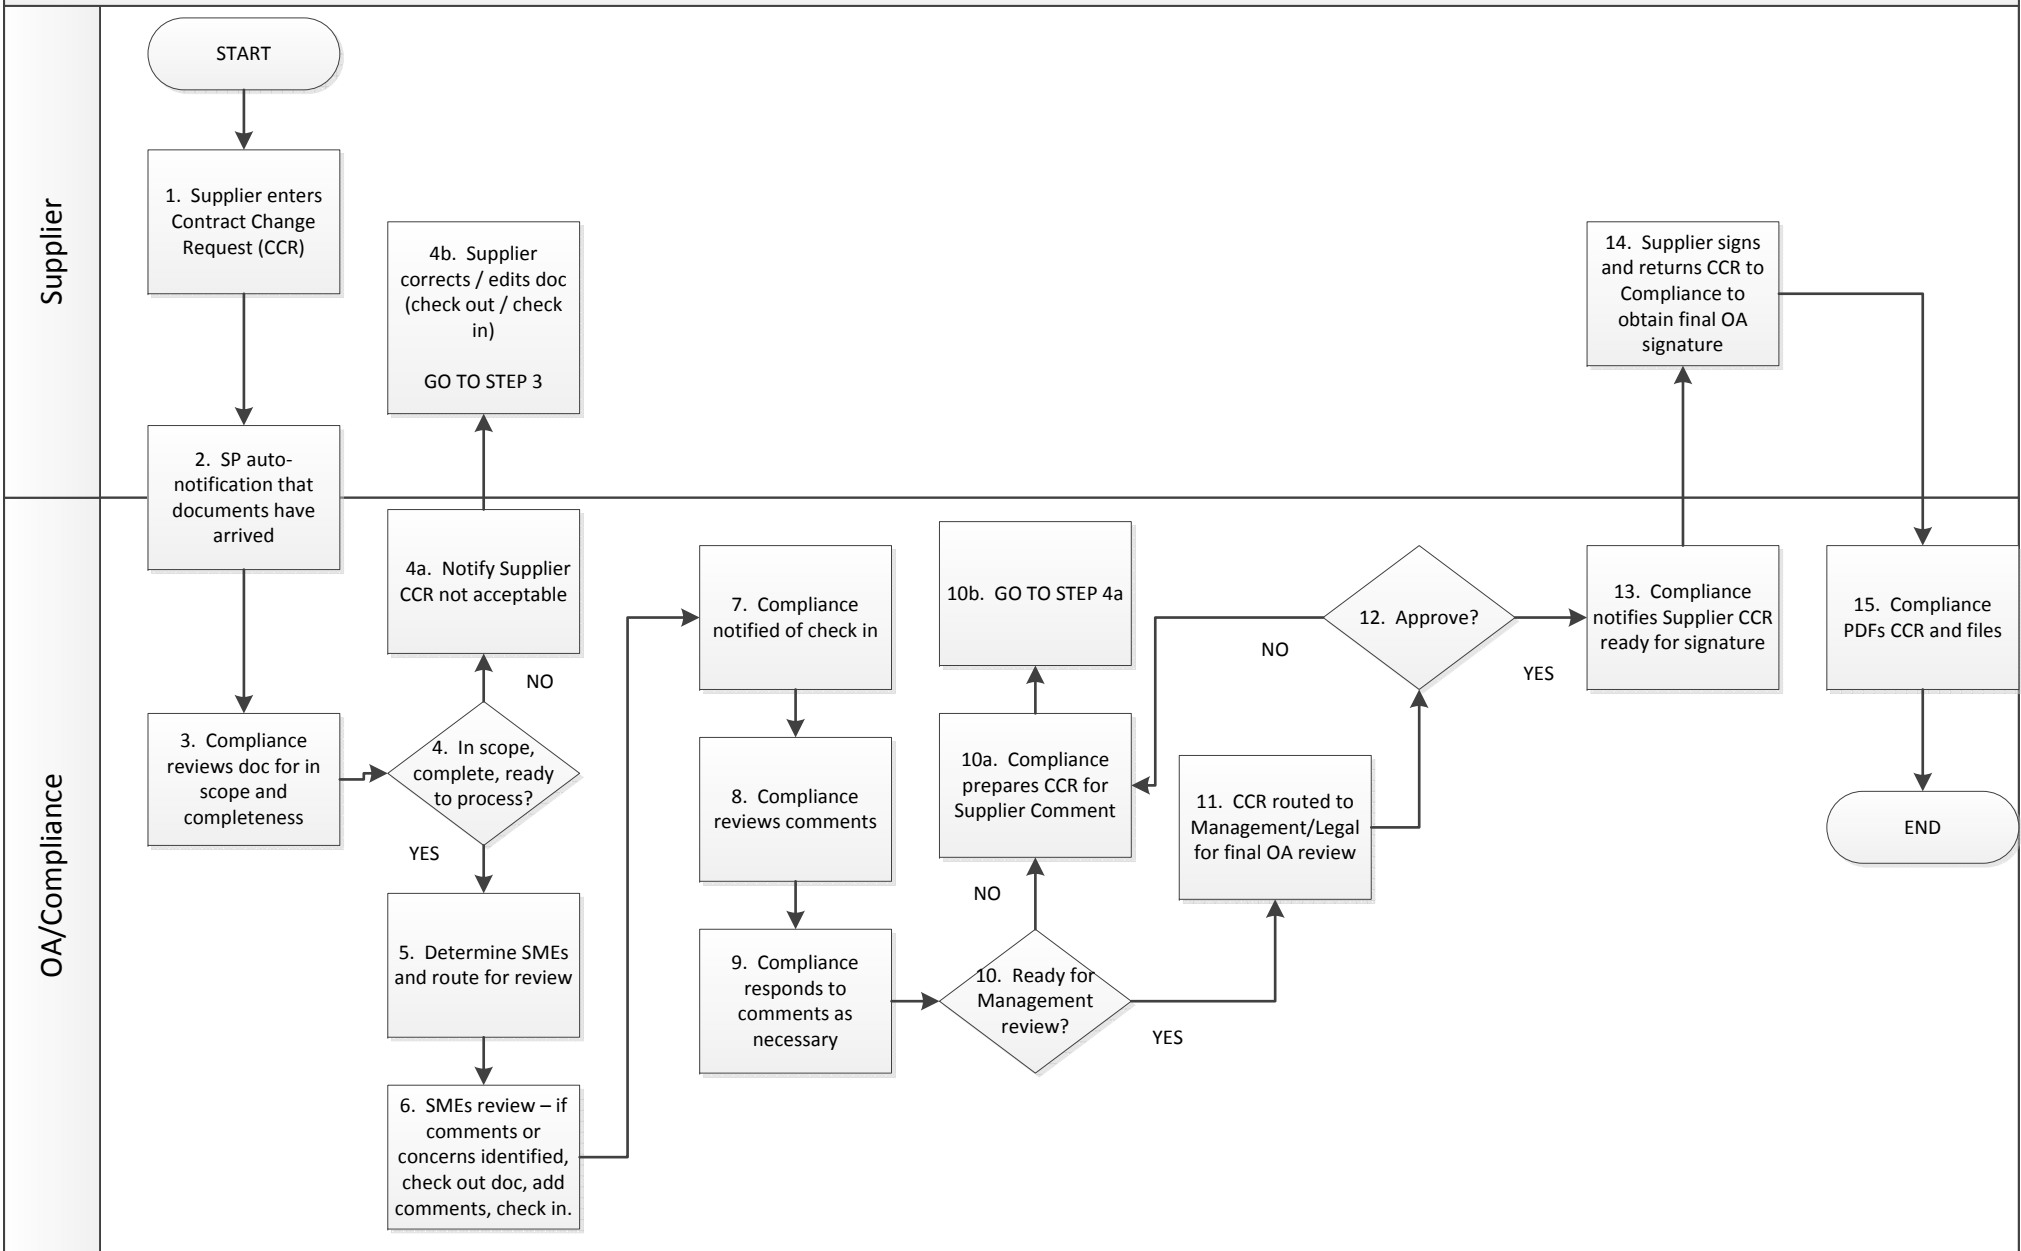 Supplier
START
1. Supplier enters
Contract Change
Request (CCR)
2. SP auto-
notification that
documents have
arrived
4b. Supplier
corrects / edits doc
(check out / check
in)
GO TO STEP 3
14. Supplier signs
and returns CCR to
Compliance to
obtain final OA
signature
OA/Compliance
3. Compliance
reviews doc for in
scope and
completeness
4. In scope,
complete, ready
to process?
NO
4a. Notify Supplier
CCR not acceptable
YES
5. Determine SMEs
and route for review
6. SMEs review – if
comments or
concerns identified,
check out doc, add
comments, check in.
7. Compliance
notified of check in
8. Compliance
reviews comments
9. Compliance
responds to
comments as
necessary
10. Ready for
Management
review?
NO
10a. Compliance
prepares CCR for
Supplier Comment
10b. GO TO STEP 4a
YES
11. CCR routed to
Management/Legal
for final OA review
12. Approve?
NO
YES
13. Compliance
notifies Supplier CCR
ready for signature
15. Compliance
PDFs CCR and files
END